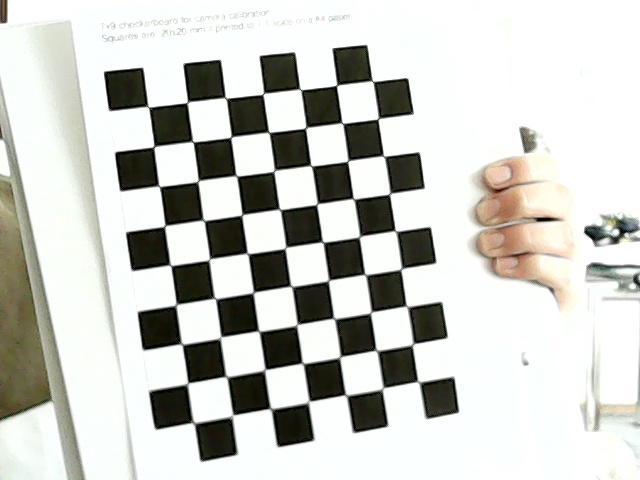 7x9 checkerboard for camera calibration
Squares are 20x20 mm if printed to 1:1 scale on a A4 paper